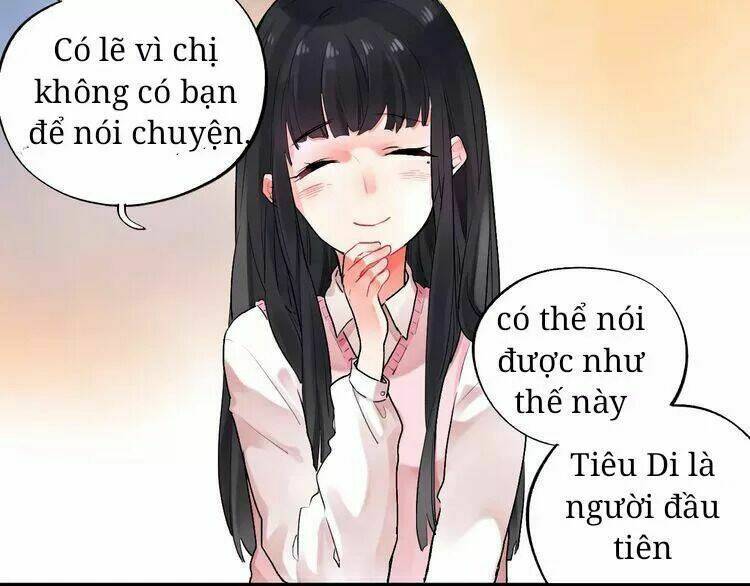 Có lẽ vì chị
không có bạn
để nói chuyện.
có thể nói
được như
thế này
Tiêu Di là
người đầu
tiên